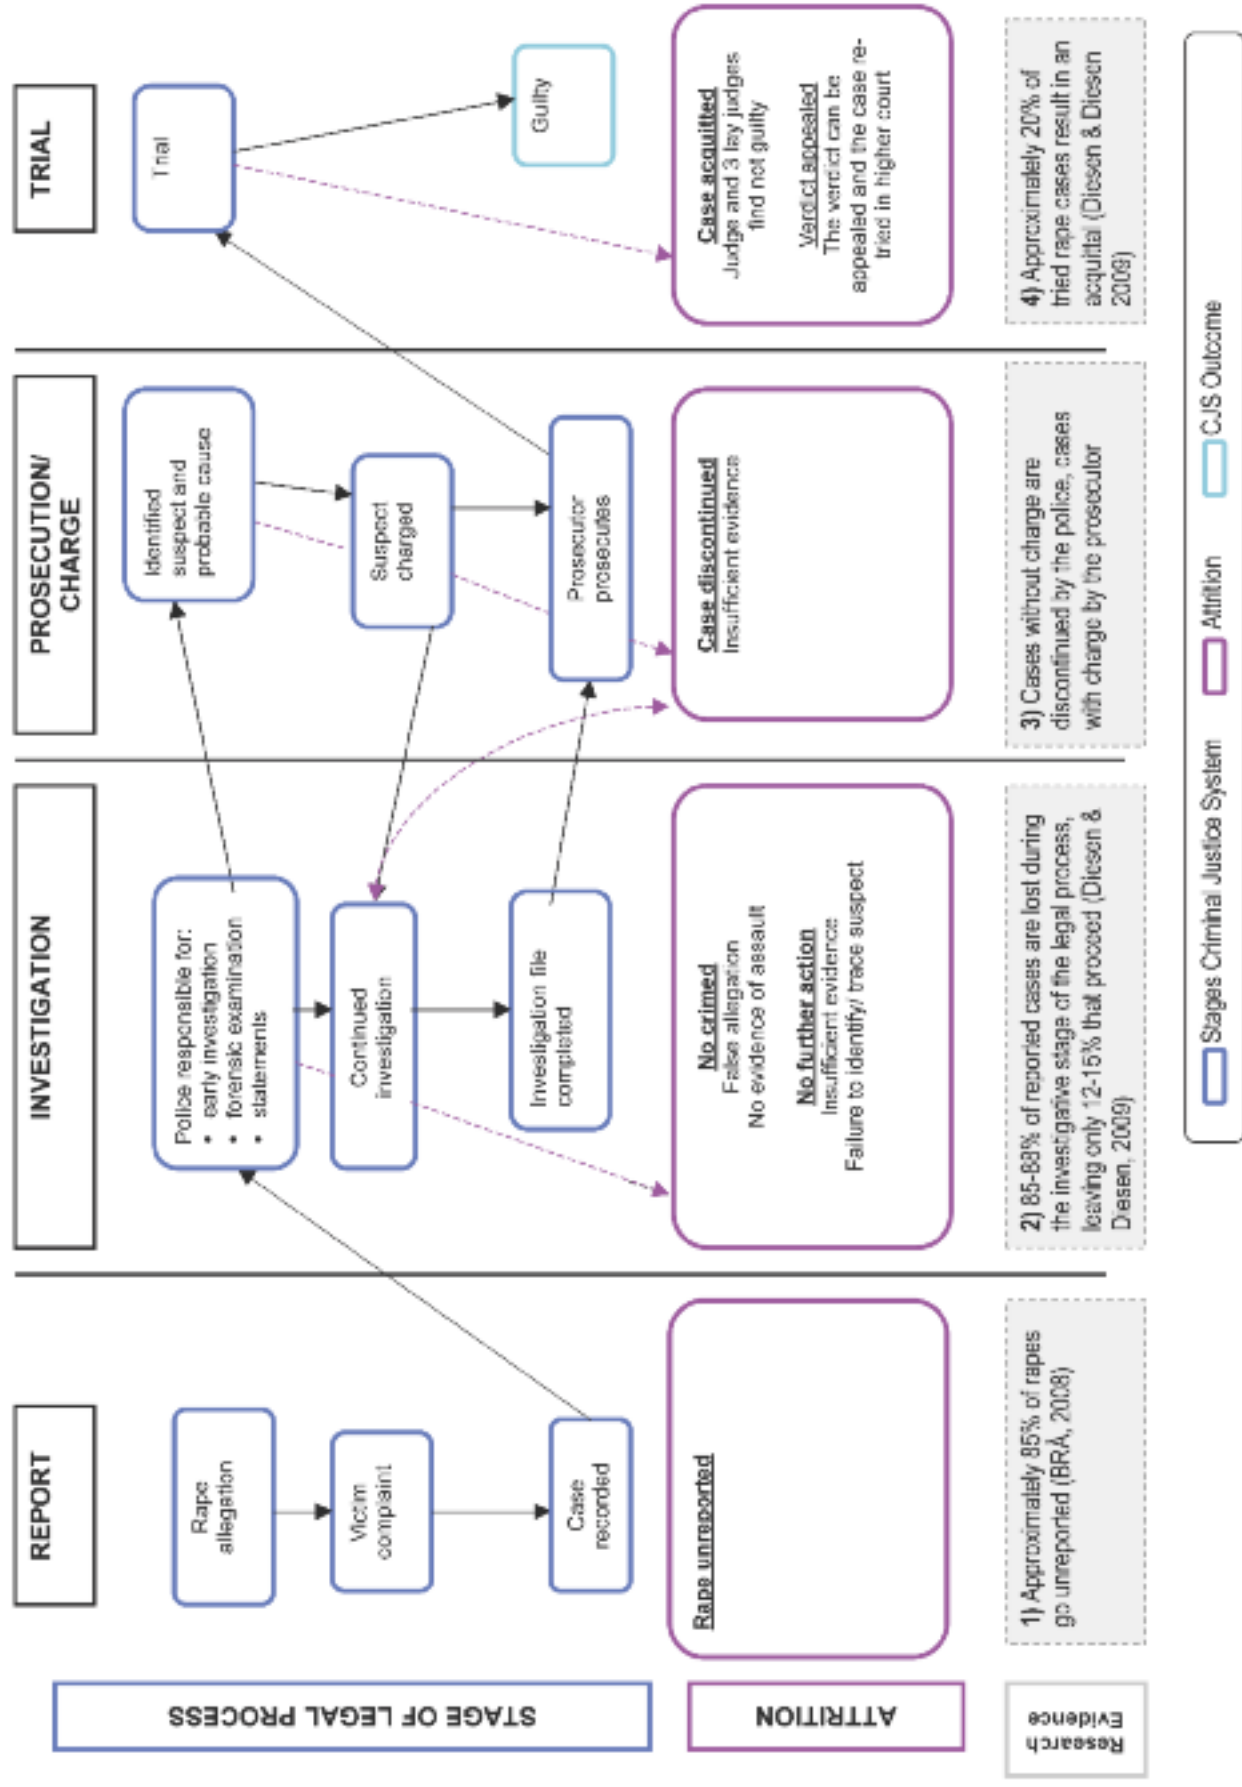 REPORT
INVESTIGATION
PROSECUTION/
CHARGE
TRIAL
STAGE OF LEGAL PROCESS
Rape
allegation
Victim
complaint
Case
recorded
Police responsible for:
• early investigation
• forensic examination
• statements
Continued
investigation
Investigation file
completed
Identified
suspect and
probable cause
Suspect
charged
Prosecutor
prosecutes
Trial
Guilty
ATTRITION
Rape unreported
No crimed
False allegation
No evidence of assault
No further action
Insufficient evidence
Failure to identify/ trace suspect
Case discontinued
Insufficient evidence
Case acquitted
Judge and 3 lay judges
find not guilty
Verdict appealed
The verdict can be
appealed and the case re-
tried in higher court
Research
Evidence
1) Approximately 85% of rapes
go unreported (BRÅ, 2008)
2) 85-88% of reported cases are lost during
the investigative stage of the legal process,
leaving only 12-15% that proceed (Diesen &
Diesen, 2009)
3) Cases without charge are
discontinued by the police, cases
with charge by the prosecutor
4) Approximately 20% of
tried rape cases result in an
acquittal (Diesen & Diesen
2009)
Stages Criminal Justice System
Attrition
CJS Outcome